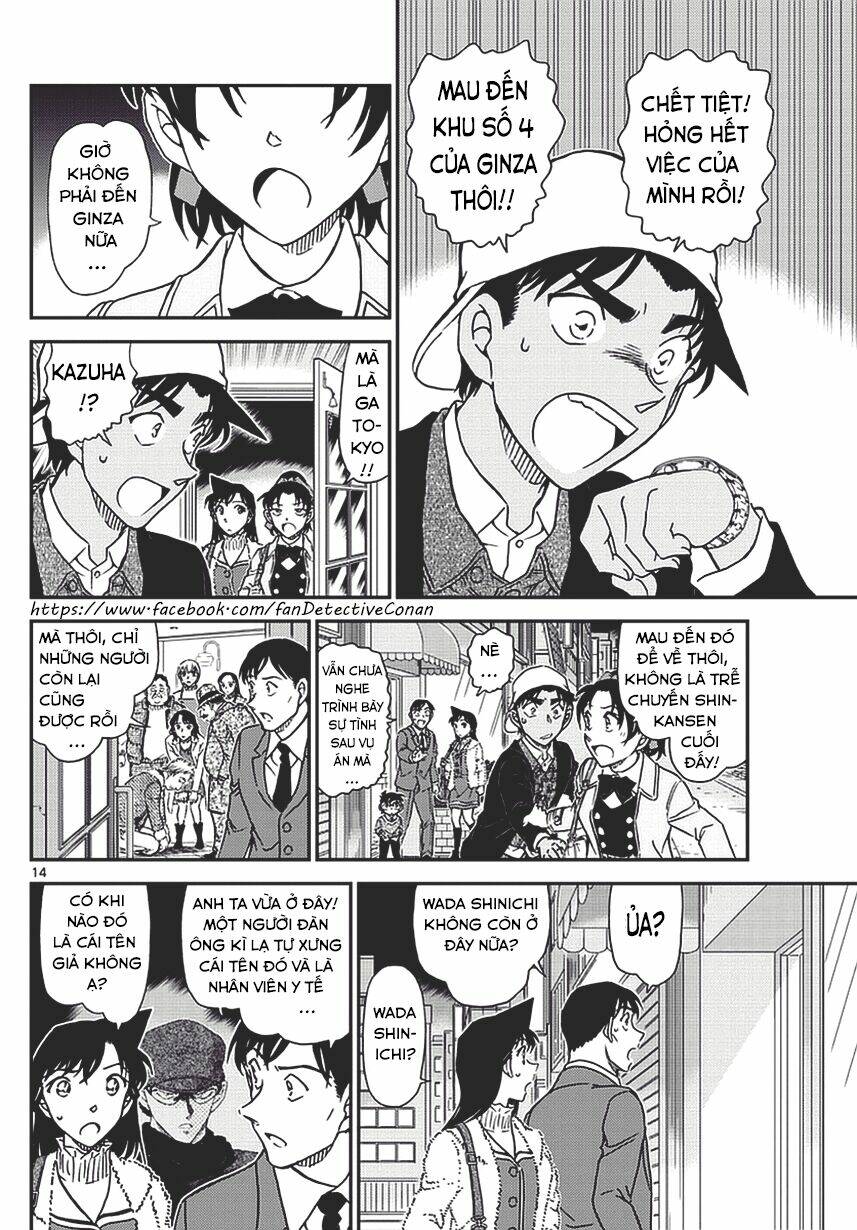 CHẾT TIỆT!
HỎNG HẾT
VIỆC CỦA
MÌNH RỒI!
MAU ĐẾN
KHU SỐ 4
CỦA GINZA
THÔI!!
GIỜ
KHÔNG
PHẢI ĐẾN
GINZA
NỮA
...
MÀ
LÀ
GA
TO-
KYO
!!
KAZUHA
!?
https://www.facebook.com/fanDetectiveConan
MAU ĐẾN ĐÓ
ĐỂ VỀ THÔI,
KHÔNG LÀ TRỄ
CHUYẾN SHIN-
KANSEN
CUỐI
ĐẤY!
NÈ
...
VẪN CHƯA
NGHE
TRÌNH BÀY
SỰ TÌNH
SAU VỤ
ÁN MÀ
...
MÀ THÔI, CHỈ
NHỮNG NGƯỜI
CÒN LẠI
CŨNG
ĐƯỢC RỒI
...
14
ỦA?
WADA SHINICHI
KHÔNG CÒN Ở
ĐÂY NỮA?
WADA
SHIN-
ICHI?
ANH TA VỪA Ở ĐÂY!
MỘT NGƯỜI ĐÀN
ÔNG KÌ LẠ TỰ XƯNG
CÁI TÊN ĐÓ VÀ LÀ
NHÂN VIÊN Y TẾ
...
CÓ KHI
NÀO ĐÓ
LÀ CÁI TÊN
GIẢ KHÔNG
Ạ?